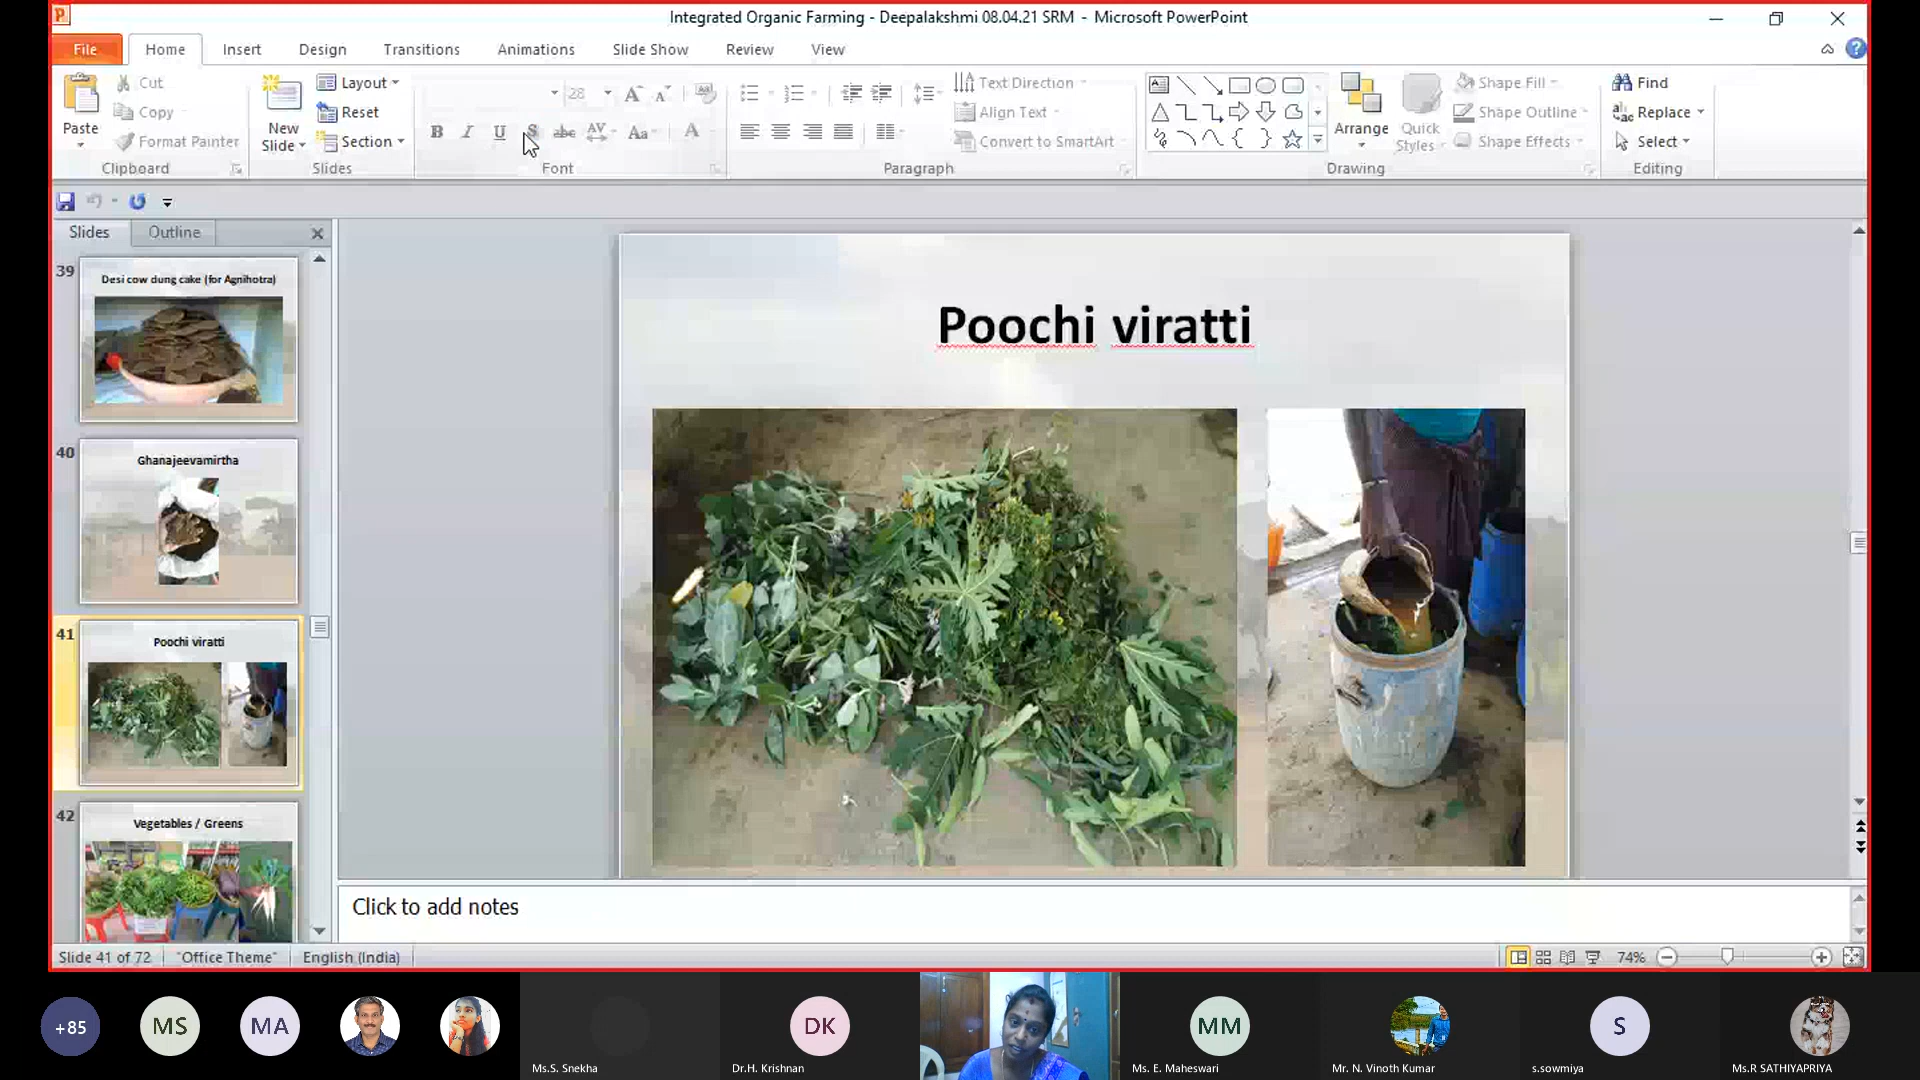 Integrated Organic Farming - Deepalakshmi 08.04.21 SRM - Microsoft PowerPoint
File Home Insert Design Transitions Animations Slide Show Review View
Paste
Cut
Copy
Format Painter
Clipboard
New Slide
Layout
Reset
Section
Slides
28
B I U S abc AV Aa A
Font
Text Direction
Align Text
Convert to SmartArt
Paragraph
Arrange
Quick Styles
Shape Fill
Shape Outline
Shape Effects
Drawing
Find
Replace
Select
Editing
Slides Outline
39
Desi cow dung cake (for Agnihotra)
40
Ghanajeevamirtha
41
Poochi viratti
42
Vegetables / Greens
Poochi viratti
Click to add notes
Slide 41 of 72 "Office Theme" English (India) 74%
+85 MS MA DK MM S
Ms.S. Snekha Dr.H. Krishnan Ms. E. Maheswari Mr. N. Vinoth Kumar s.sowmiya Ms.R SATHIYAPRIYA